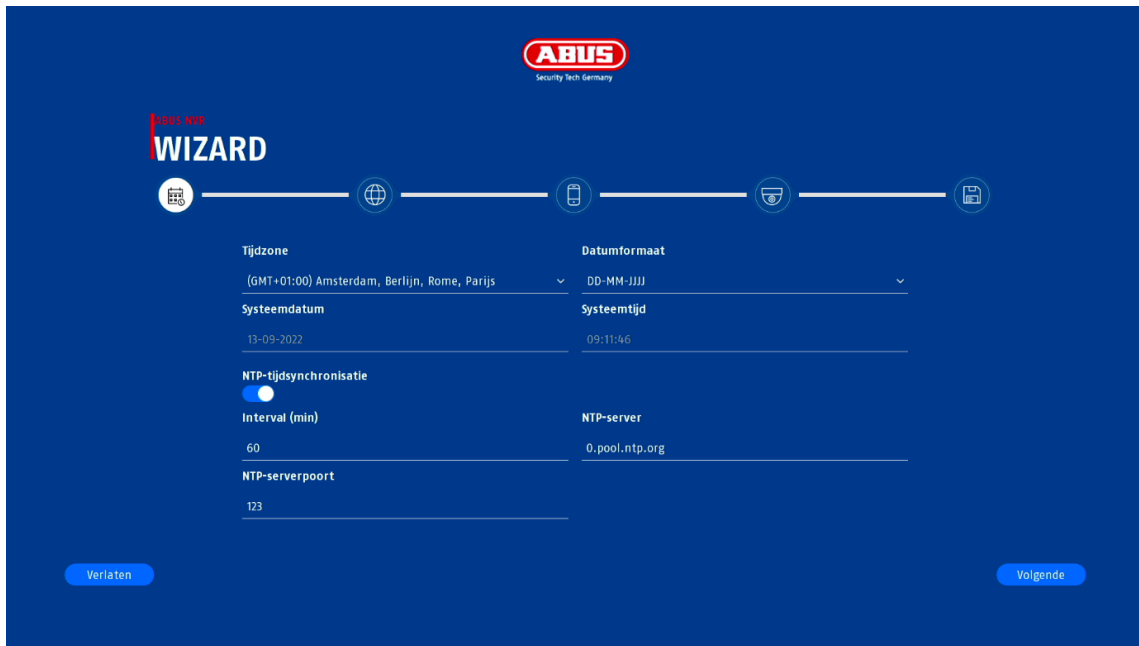 ABUS
Security Tech Germany
ABUS NVR
WIZARD
Tijdzone
Datumformaat
(GMT+01:00) Amsterdam, Berlijn, Rome, Parijs
DD-MM-JJJJ
Systeemdatum
Systeemtijd
13-09-2022
09:11:46
NTP-tijdsynchronisatie
Interval (min)
NTP-server
60
0.pool.ntp.org
NTP-serverpoort
123
Verlaten
Volgende